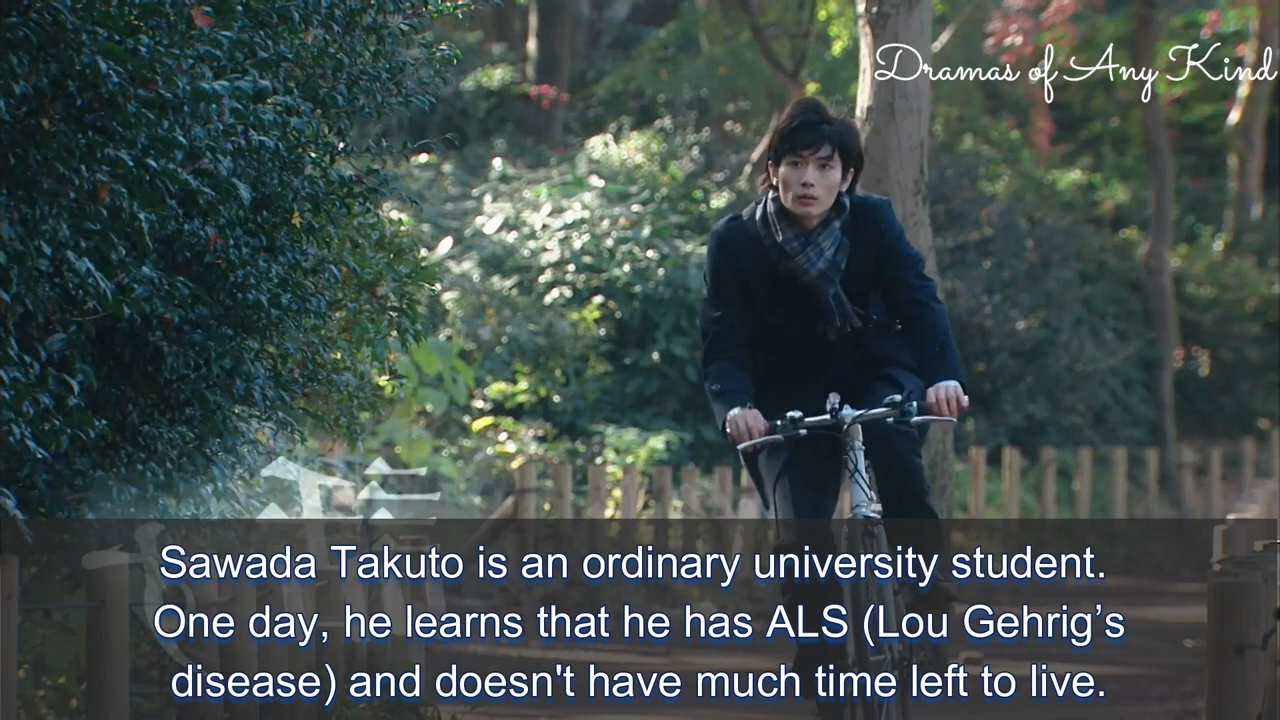 Dramas of Any Kind
Sawada Takuto is an ordinary university student.
One day, he learns that he has ALS (Lou Gehrig’s
disease) and doesn't have much time left to live.